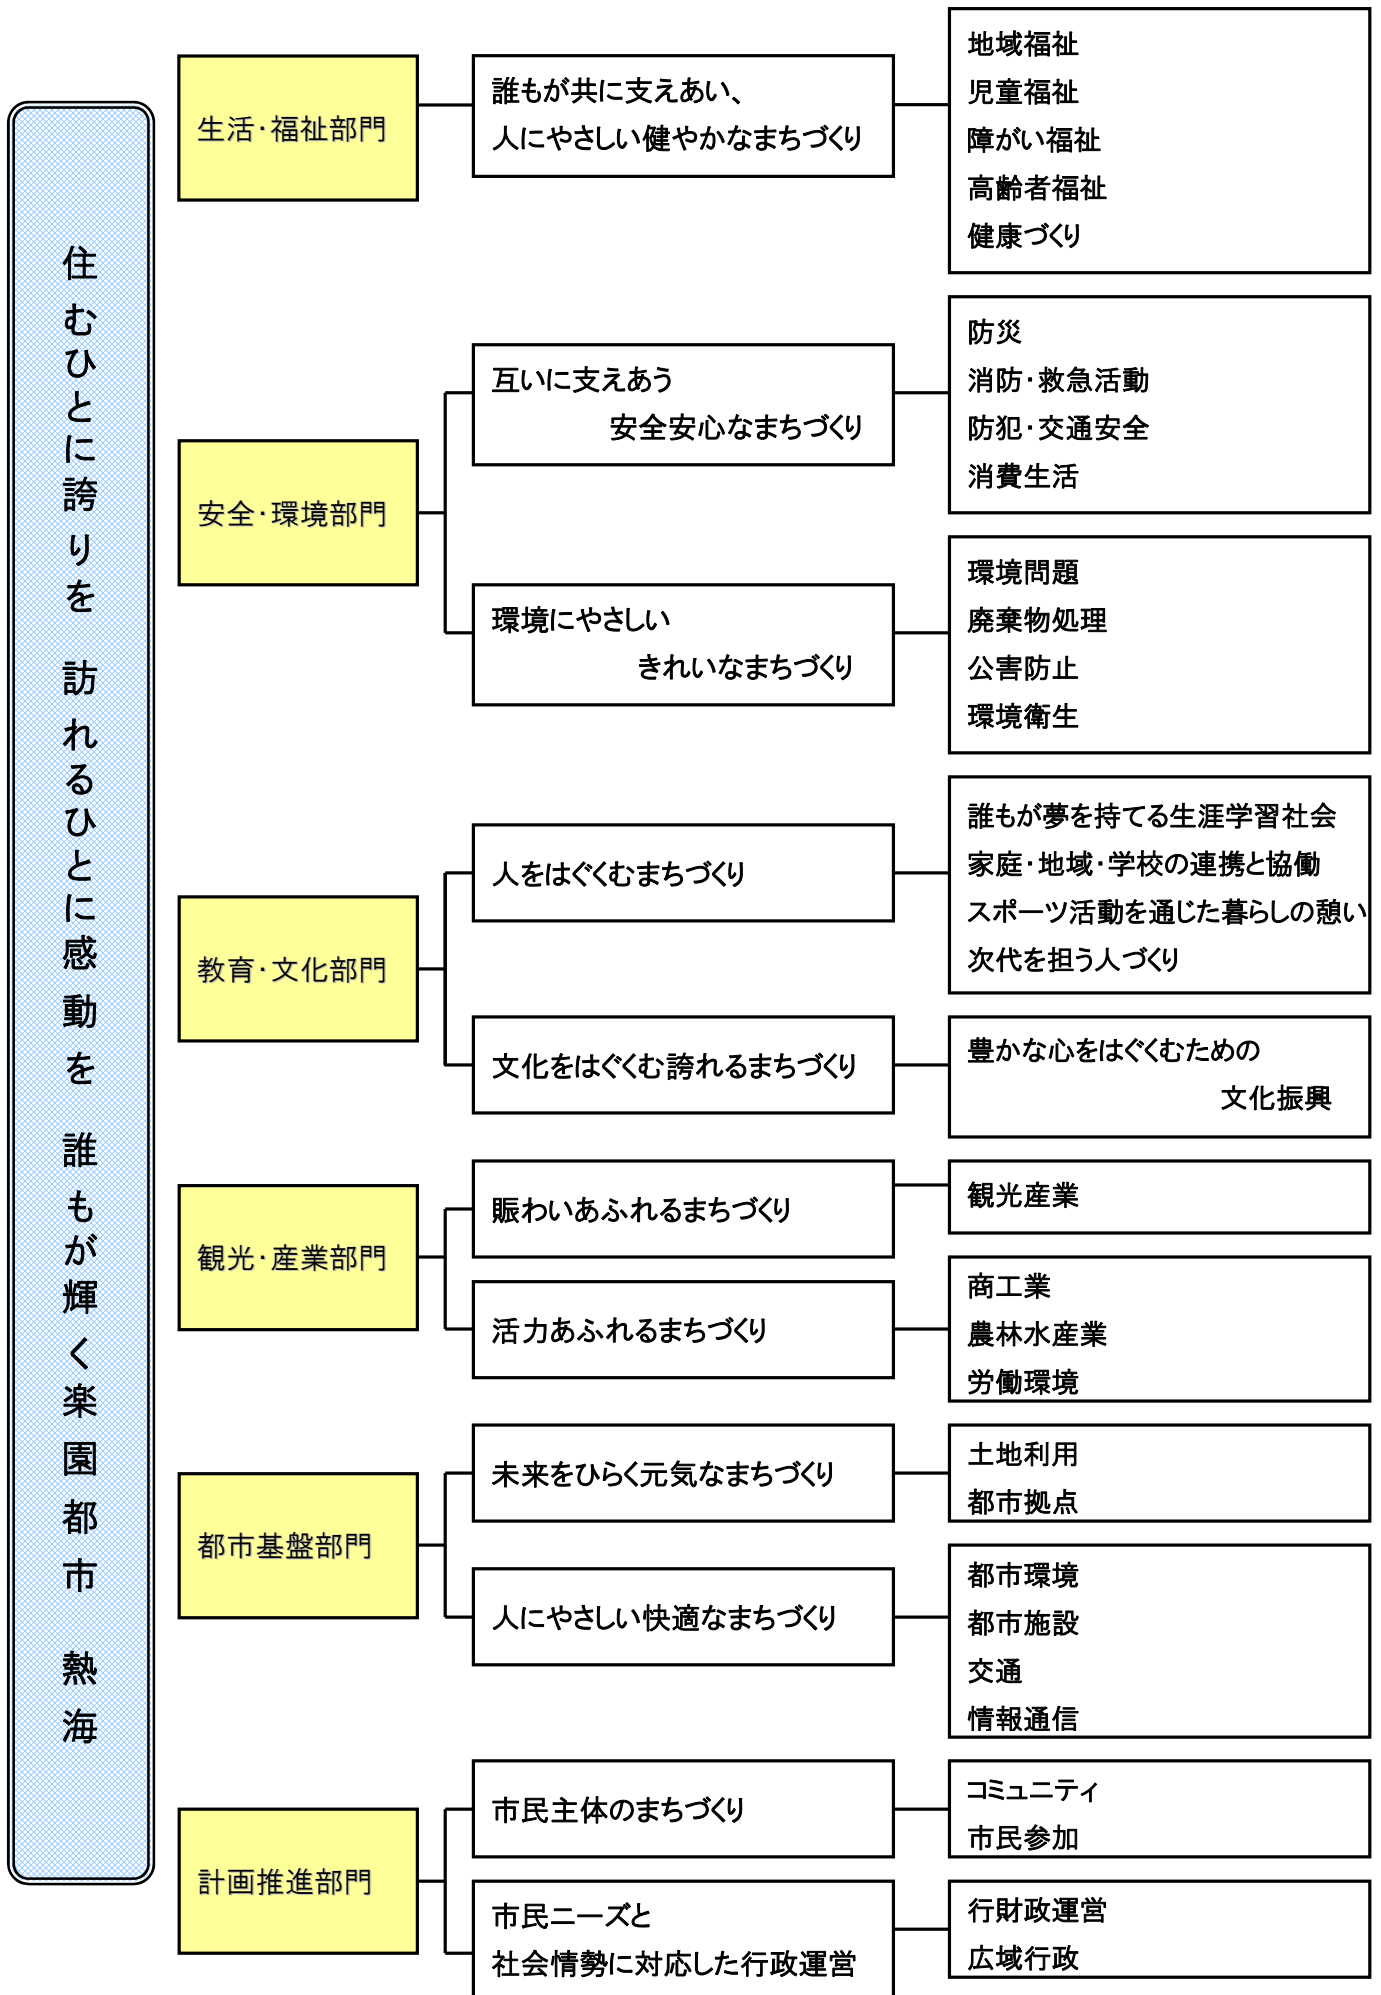 住むひとに誇りを　訪れるひとに感動を　誰もが輝く楽園都市　熱海
生活・福祉部門
誰もが共に支えあい、
人にやさしい健やかなまちづくり
地域福祉
児童福祉
障がい福祉
高齢者福祉
健康づくり
安全・環境部門
互いに支えあう
安全安心なまちづくり
防災
消防・救急活動
防犯・交通安全
消費生活
環境にやさしい
きれいなまちづくり
環境問題
廃棄物処理
公害防止
環境衛生
教育・文化部門
人をはぐくむまちづくり
誰もが夢を持てる生涯学習社会
家庭・地域・学校の連携と協働
スポーツ活動を通じた暮らしの憩い
次代を担う人づくり
文化をはぐくむ誇れるまちづくり
豊かな心をはぐくむための
文化振興
観光・産業部門
賑わいあふれるまちづくり
観光産業
活力あふれるまちづくり
商工業
農林水産業
労働環境
都市基盤部門
未来をひらく元気なまちづくり
土地利用
都市拠点
人にやさしい快適なまちづくり
都市環境
都市施設
交通
情報通信
計画推進部門
市民主体のまちづくり
コミュニティ
市民参加
市民ニーズと
社会情勢に対応した行政運営
行財政運営
広域行政